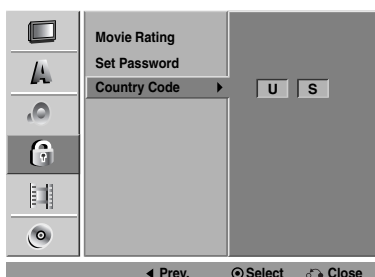 Movie Rating
Set Password
Country Code
U S
Prev. Select Close